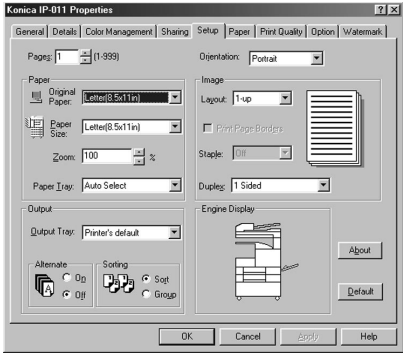 Konica IP-011 Properties
General Details Color Management Sharing Setup Paper Print Quality Option Watermark
Pages: 1 (1-999) Orientation: Portrait
Paper
Original Paper: Letter(8.5x11in)
Paper Size: Letter(8.5x11in)
Zoom: 100 %
Paper Tray: Auto Select
Image
Layout: 1-up
Print Page Borders
Staple: Off
Duplex: 1 Sided
Output
Output Tray: Printer's default
Alternate
On
Off
Sorting
Sort
Group
Engine Display
About
Default
OK Cancel Apply Help